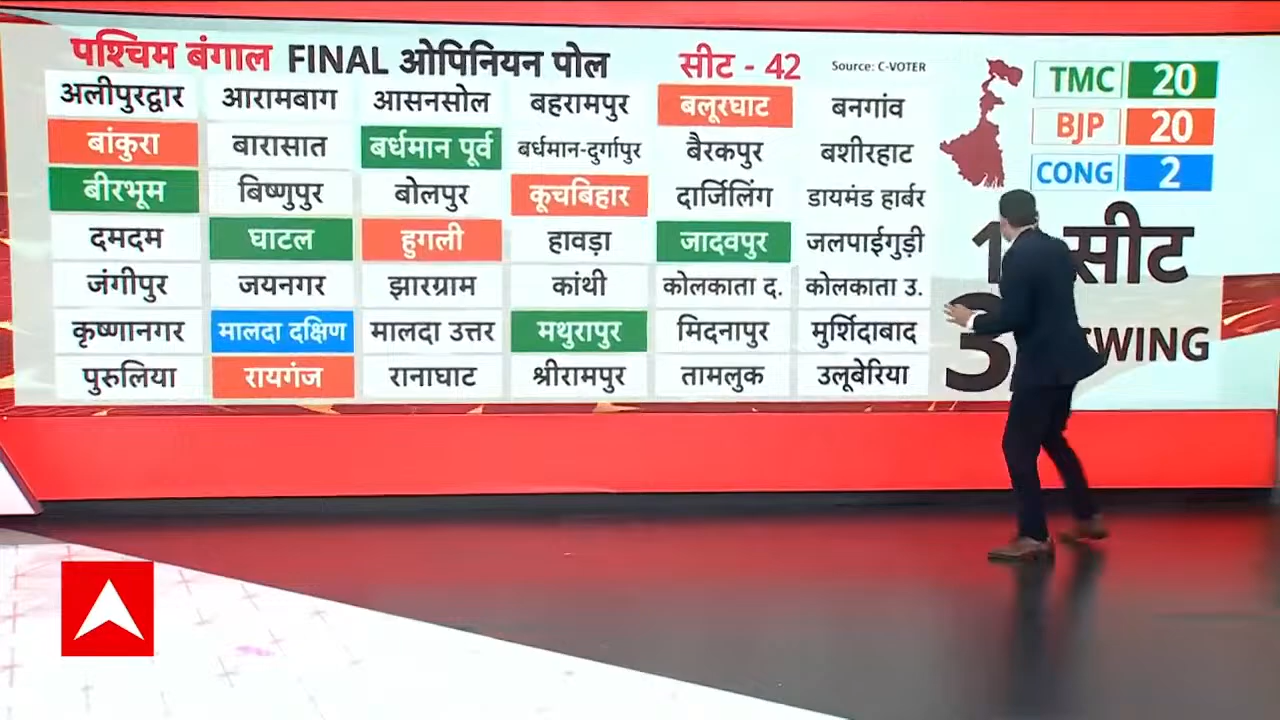 पश्चिम बंगाल FINAL ओपिनियन पोल सीट - 42 Source: C-VOTER
अलीपुरद्वार आरामबाग आसनसोल बहरामपुर बलूरघाट बनगांव
बांकुरा बारासात बर्धमान पूर्व बर्धमान-दुर्गापुर बैरकपुर बशीरहाट
बीरभूम बिष्णुपुर बोलपुर कूचबिहार दार्जिलिंग डायमंड हार्बर
दमदम घाटल हुगली हावड़ा जादवपुर जलपाईगुड़ी
जंगीपुर जयनगर झारग्राम कांथी कोलकाता द. कोलकाता उ.
कृष्णानगर मालदा दक्षिण मालदा उत्तर मथुरापुर मिदनापुर मुर्शिदाबाद
पुरुलिया रायगंज रानाघाट श्रीरामपुर तामलुक उलूबेरिया
TMC 20
BJP 20
CONG 2
सीट
3